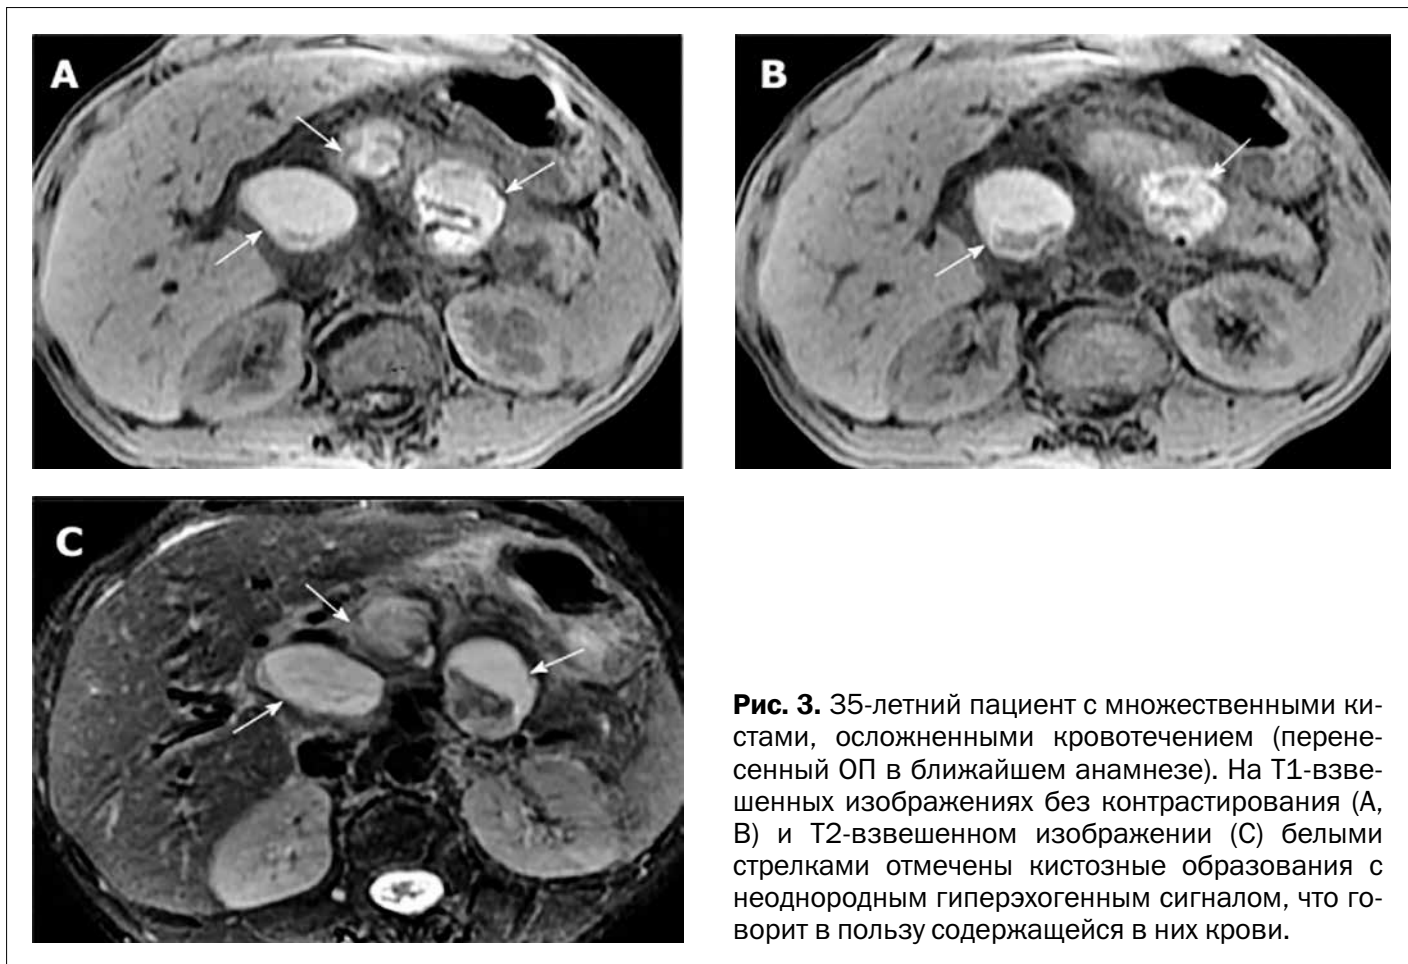 A
B
C
Рис. 3. 35-летний пациент с множественными ки-
стами, осложненными кровотечением (перене-
сенный ОП в ближайшем анамнезе). На Т1-взве-
шенных изображениях без контрастирования (А,
В) и Т2-взвешенном изображении (С) белыми
стрелками отмечены кистозные образования с
неоднородным гиперэхогенным сигналом, что го-
ворит в пользу содержащейся в них крови.